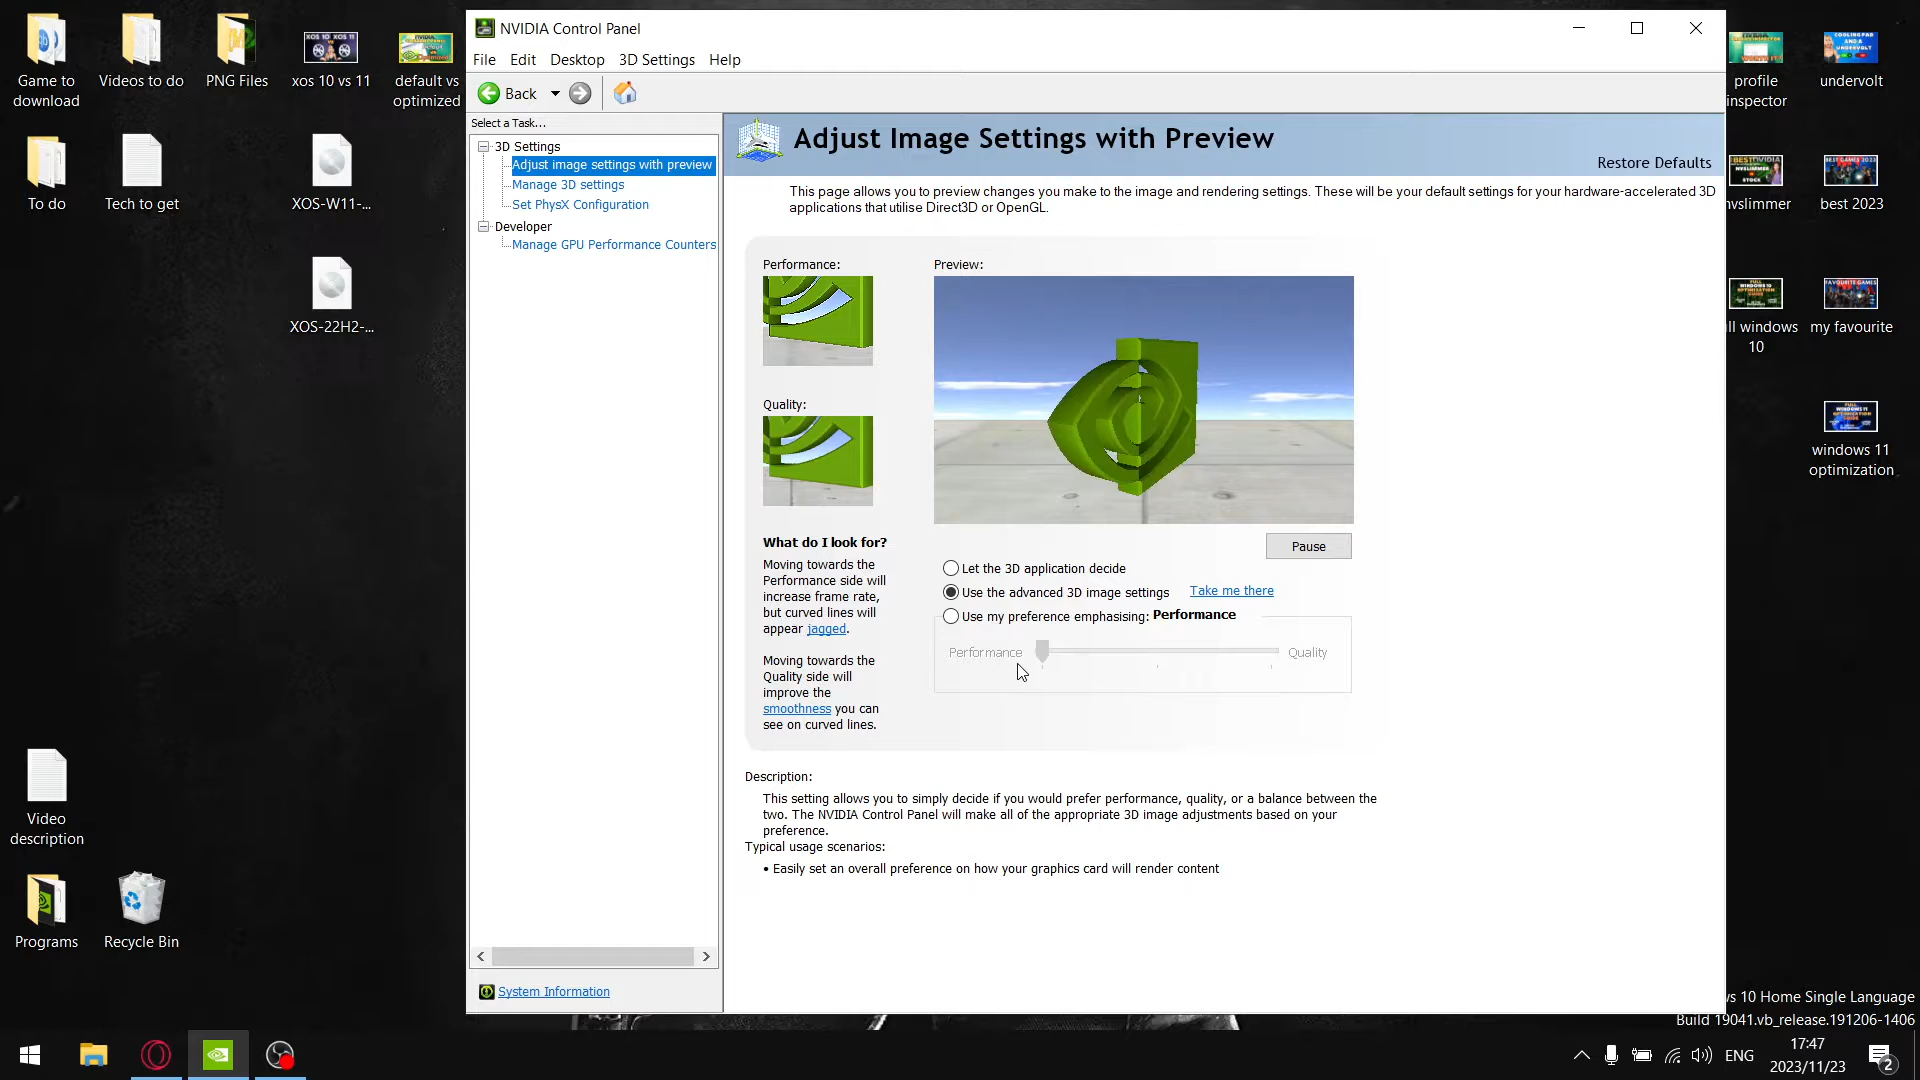 Game to
download
Videos to do
PNG Files
xos 10 vs 11
default vs
optimized
To do
Tech to get
XOS-W11-...
XOS-22H2-...
Video
description
Programs
Recycle Bin
NVIDIA Control Panel
File Edit Desktop 3D Settings Help
Back
Select a Task...
3D Settings
Adjust image settings with preview
Manage 3D settings
Set PhysX Configuration
Developer
Manage GPU Performance Counters
System Information
Adjust Image Settings with Preview
Restore Defaults
This page allows you to preview changes you make to the image and rendering settings. These will be your default settings for your hardware-accelerated 3D
applications that utilise Direct3D or OpenGL.
Performance:
Preview:
Quality:
What do I look for?
Moving towards the
Performance side will
increase frame rate,
but curved lines will
appear jagged.
Moving towards the
Quality side will
improve the
smoothness you can
see on curved lines.
Pause
Let the 3D application decide
Use the advanced 3D image settings Take me there
Use my preference emphasising: Performance
Performance Quality
Description:
This setting allows you to simply decide if you would prefer performance, quality, or a balance between the
two. The NVIDIA Control Panel will make all of the appropriate 3D image adjustments based on your
preference.
Typical usage scenarios:
• Easily set an overall preference on how your graphics card will render content
profile
inspector
undervolt
nvslimmer
best 2023
ll windows
10
my favourite
windows 11
optimization
ws 10 Home Single Language
Build 19041.vb_release.191206-1406
ENG
17:47
2023/11/23
2